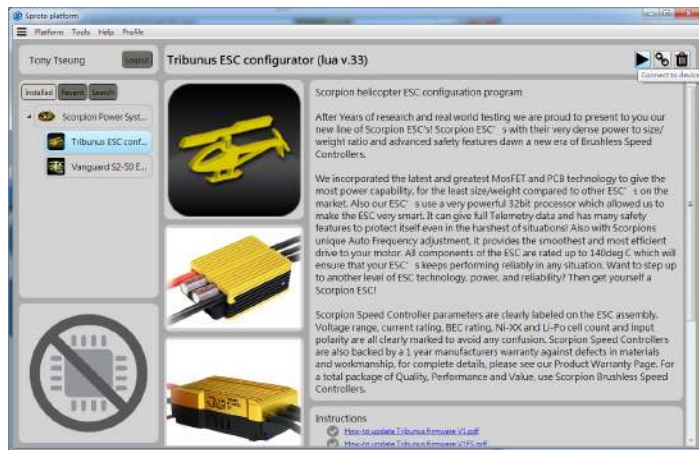 Sproto platform
Platform Tools Help Profile
Tony Tseung
Logout
Tribunus ESC configurator (lua v.33)
Connect to device
Installed Recent Search
Scorpion Power Syst...
Tribunus ESC conf...
Vanguard S2-50 E...
Scorpion helicopter ESC configuration program
After Years of research and real world testing we are proud to present to you our
new line of Scorpion ESC's! Scorpion ESC' s with their very dense power to size/
weight ratio and advanced safety features dawn a new era of Brushless Speed
Controllers.
We incorporated the latest and greatest MosFET and PCB technology to give the
most power capability, for the least size/weight compared to other ESC' s on the
market. Also our ESC' s use a very powerful 32bit processor which allowed us to
make the ESC very smart. It can give full Telemetry data and has many safety
features to protect itself even in the harshest of situations! Also with Scorpions
unique Auto Frequency adjustment, it provides the smoothest and most efficient
drive to your motor. All components of the ESC are rated up to 140deg C which will
ensure that your ESC' s keeps performing reliably in any situation. Want to step up
to another level of ESC technology, power, and reliability? Then get yourself a
Scorpion ESC!
Scorpion Speed Controller parameters are clearly labeled on the ESC assembly.
Voltage range, current rating, BEC rating, Ni-XX and Li-Po cell count and input
polarity are all clearly marked to avoid any confusion. Scorpion Speed Controllers
are also backed by a 1 year manufacturers warranty against defects in materials
and workmanship, for complete details, please see our Product Warranty Page. For
a total package of Quality, Performance and Value, use Scorpion Brushless Speed
Controllers.
Instructions
How-to update Tribunus firmware V1.pdf
How-to update Tribunus firmware V1FS.pdf